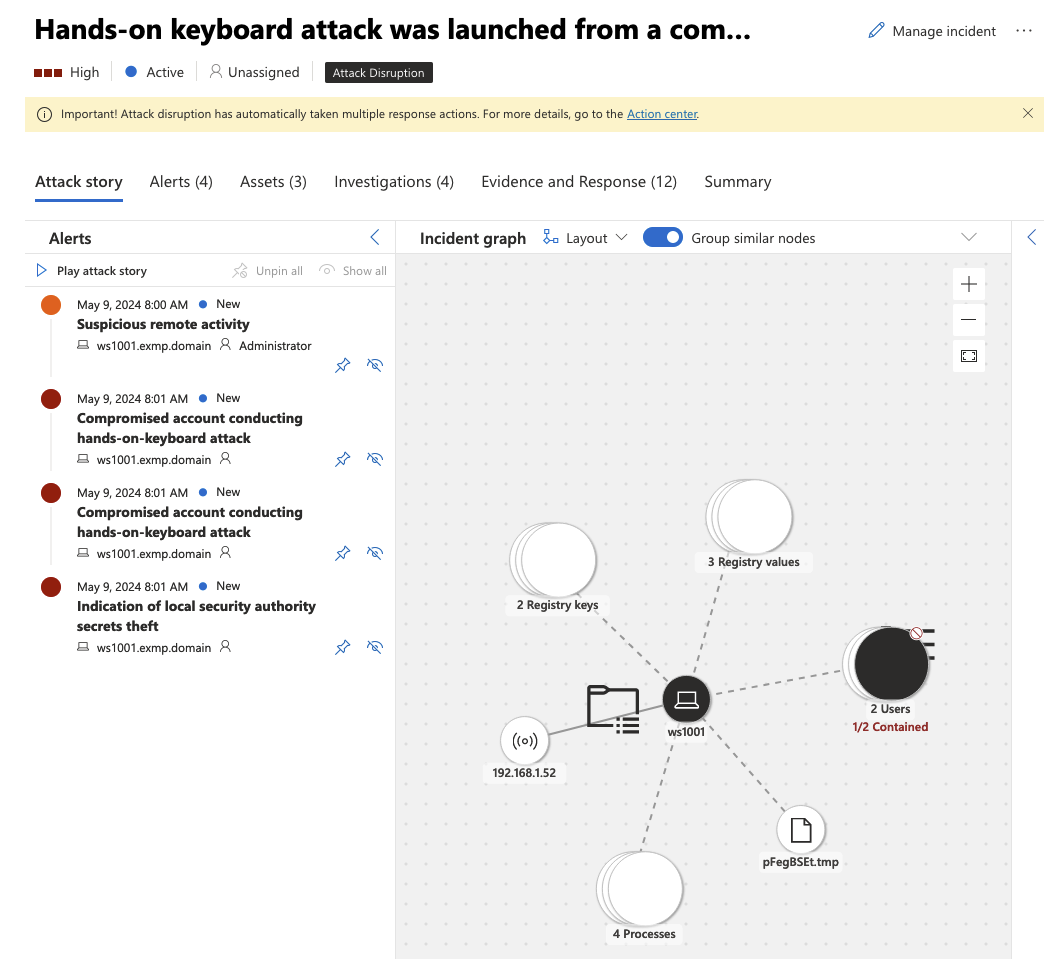 Hands-on keyboard attack was launched from a com...
Manage incident
High
Active
Unassigned
Attack Disruption
Important! Attack disruption has automatically taken multiple response actions. For more details, go to the Action center.
Attack story
Alerts (4)
Assets (3)
Investigations (4)
Evidence and Response (12)
Summary
Alerts
Play attack story
Unpin all
Show all
May 9, 2024 8:00 AM
New
Suspicious remote activity
ws1001.exmp.domain
Administrator
May 9, 2024 8:01 AM
New
Compromised account conducting
hands-on-keyboard attack
ws1001.exmp.domain
May 9, 2024 8:01 AM
New
Compromised account conducting
hands-on-keyboard attack
ws1001.exmp.domain
May 9, 2024 8:01 AM
New
Indication of local security authority
secrets theft
ws1001.exmp.domain
Incident graph
Layout
Group similar nodes
3 Registry values
2 Registry keys
2 Users
1/2 Contained
ws1001
192.168.1.52
pFegBSEt.tmp
4 Processes